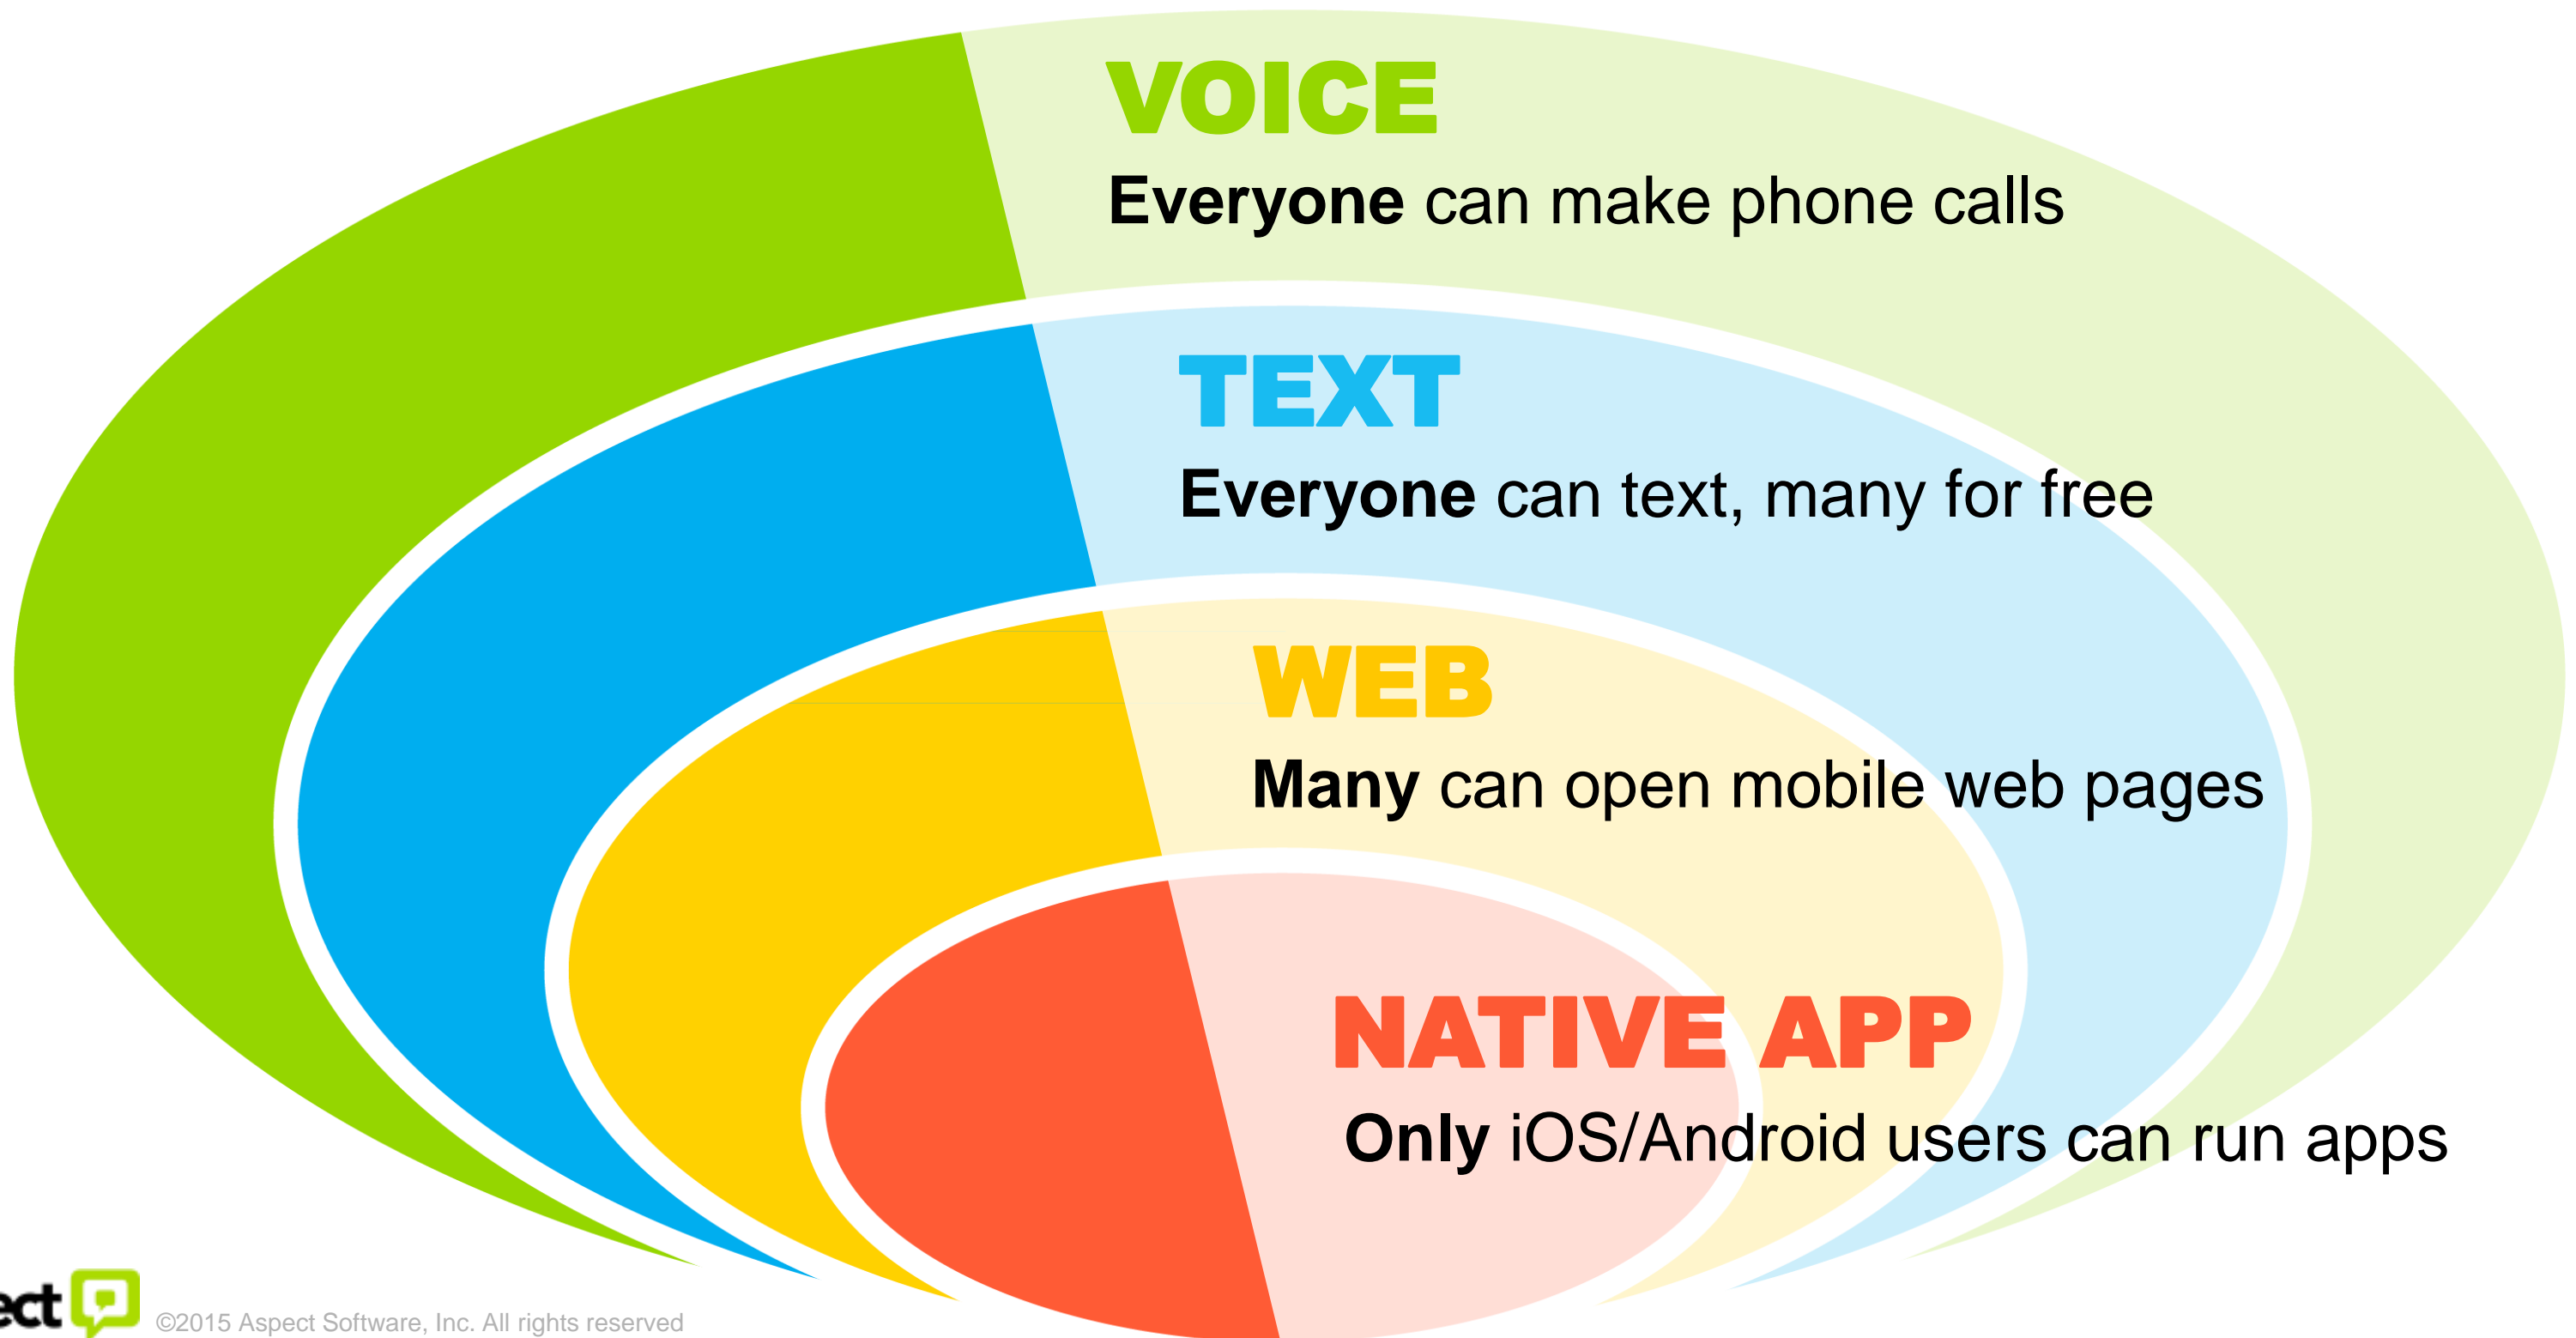 VOICE
Everyone can make phone calls
TEXT
Everyone can text, many for free
WEB
Many can open mobile web pages
NATIVE APP
Only iOS/Android users can run apps
©2015 Aspect Software, Inc. All rights reserved